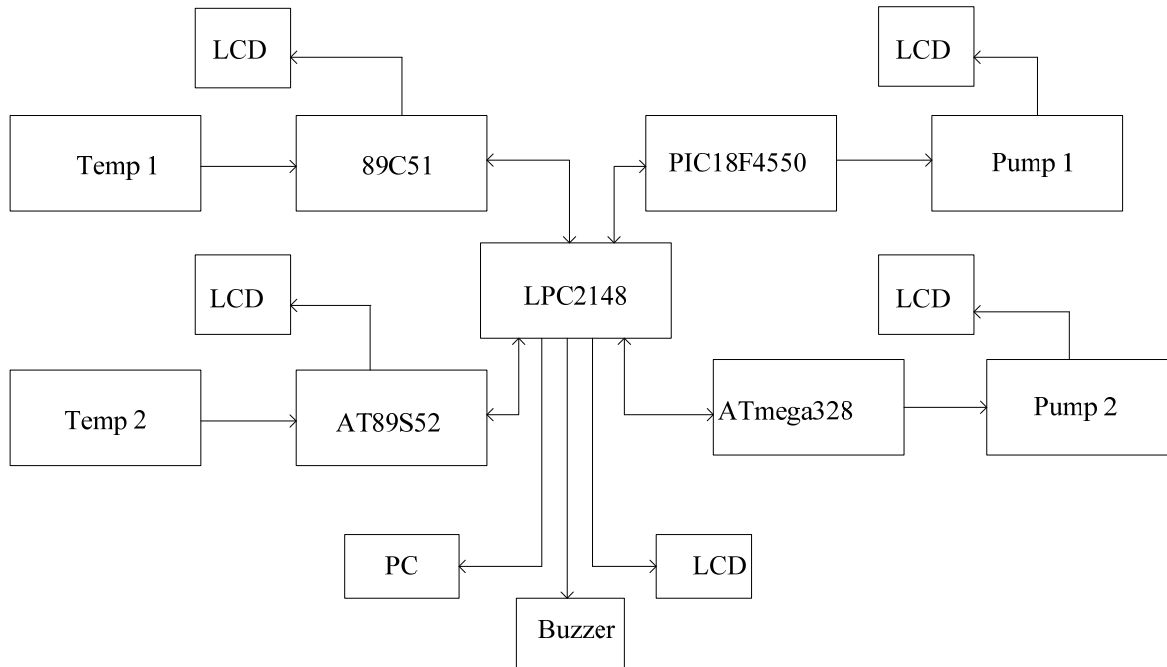 LCD
LCD
Temp 1
89C51
PIC18F4550
Pump 1
LCD
LPC2148
LCD
Temp 2
AT89S52
ATmega328
Pump 2
PC
LCD
Buzzer